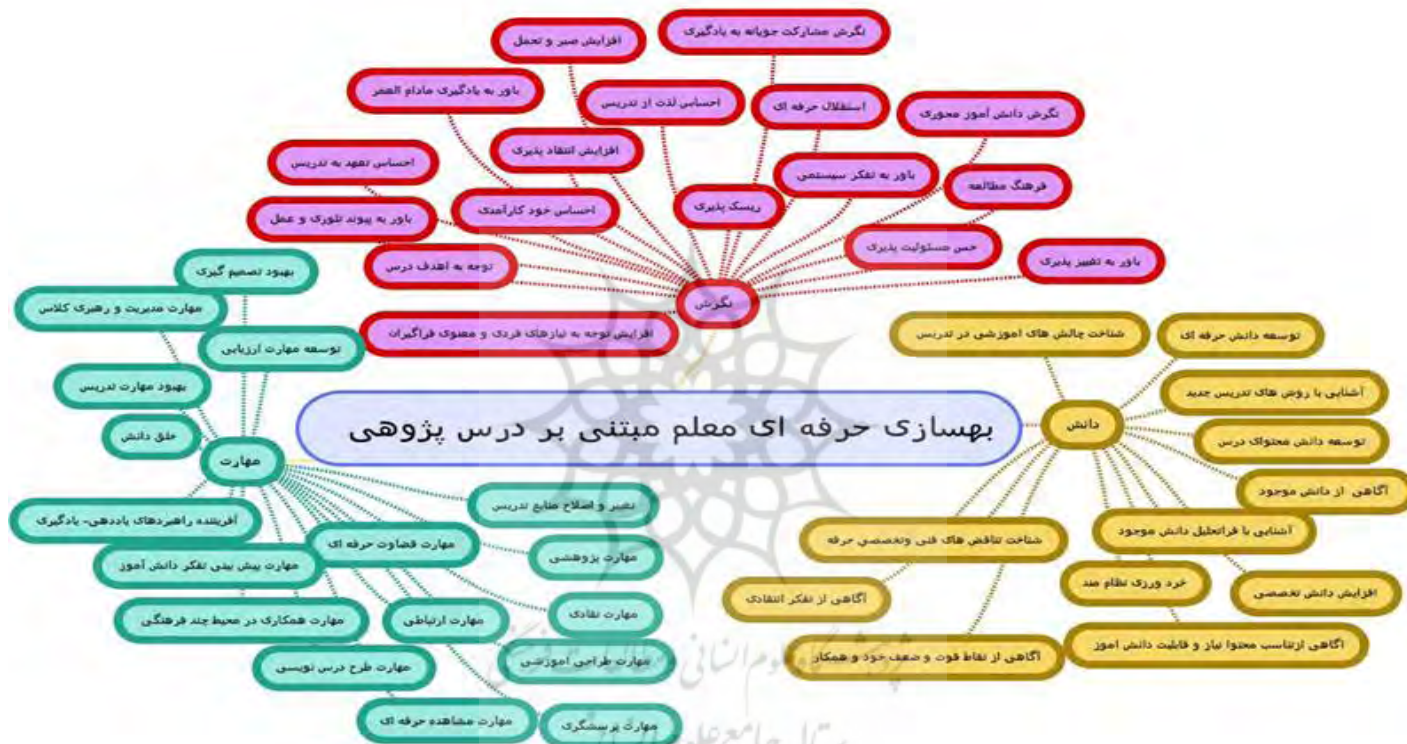 نگرش مشارکت جویانه به یادگیری
افزایش صبر و تحمل
باور به یادگیری مادام العمر
احساس لذت از تدریس
استقلال حرفه ای
نگرش دانش آموز محوری
افزایش انتقاد پذیری
احساس تعهد به تدریس
باور به تفکر سیستمی
فرهنگ مطالعه
ریسک پذیری
احساس خود کارآمدی
باور به پیوند تئوری و عمل
حس مسئولیت پذیری
باور به تغییر پذیری
توجه به اهدف درس
نگرش
افزایش توجه به نیازهای فردی و معنوی فراگیران
بهسازی حرفه ای معلم مبتنی بر درس پژوهی
شناخت چالش های اموزشی در تدریس
توسعه دانش حرفه ای
آشنایی با روش های تدریس جدید
دانش
توسعه دانش محتوای درس
آگاهی از دانش موجود
آشنایی با فراتحلیل دانش موجود
شناخت تناقض های فنی وتخصصی حرفه
خرد ورزی نظام مند
افزایش دانش تخصصی
آگاهی از تفکر انتقادی
آگاهی ازتناسب محتوا نیاز و قابلیت دانش اموز
آگاهی از نقاط قوت و ضعف خود و همکار
بهبود تصمیم گیری
مهارت مدیریت و رهبری کلاس
توسعه مهارت ارزیابی
بهبود مهارت تدریس
خلق دانش
مهارت
تغییر و اصلاح منابع تدریس
آفریننده راهبردهای یاددهی- یادگیری
مهارت قضاوت حرفه ای
مهارت پژوهشی
مهارت پیش بینی تفکر دانش آموز
مهارت نقادی
مهارت ارتباطی
مهارت همکاری در محیط چند فرهنگی
مهارت طراحی اموزشی
مهارت طرح درس نویسی
مهارت پرسشگری
مهارت مشاهده حرفه ای
پژوهشگاه علوم انسانی و مطالعات فرهنگی